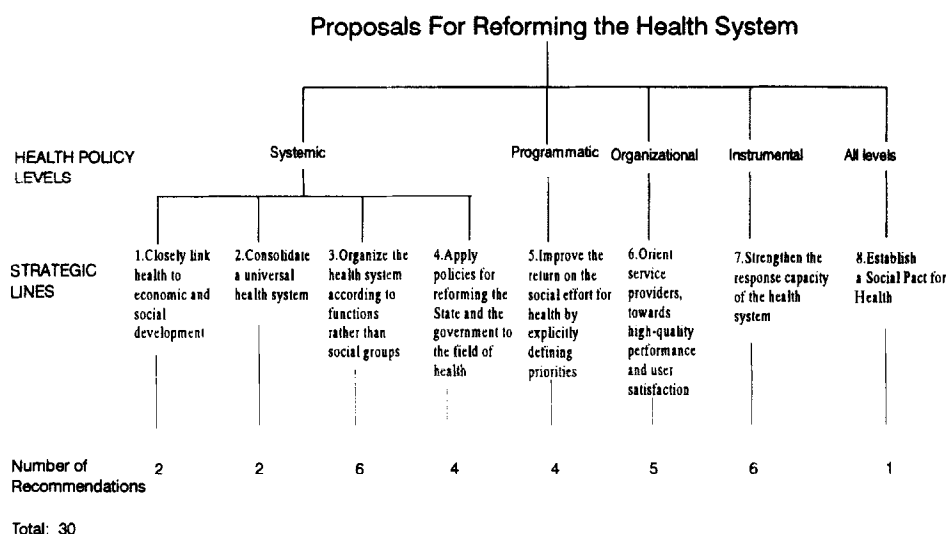 Proposals For Reforming the Health System
HEALTH POLICY
LEVELS
Systemic
Programmatic
Organizational
Instrumental
All levels
STRATEGIC
LINES
1.Closely link
health to
economic and
social
development
2.Consolidate
a universal
health system
3.Organize the
health system
according to
functions
rather than
social groups
4.Apply
policies for
reforming the
State and the
government to
the field of
health
5.Improve the
return on the
social effort for
health by
explicitly
defining
priorities
6.Orient
service
providers,
towards
high-quality
performance
and user
satisfaction
7.Strengthen the
response capacity
of the health
system
8.Establish
a Social Pact for
Health
Number of
Recommendations
2 2 6 4 4 5 6 1
Total: 30